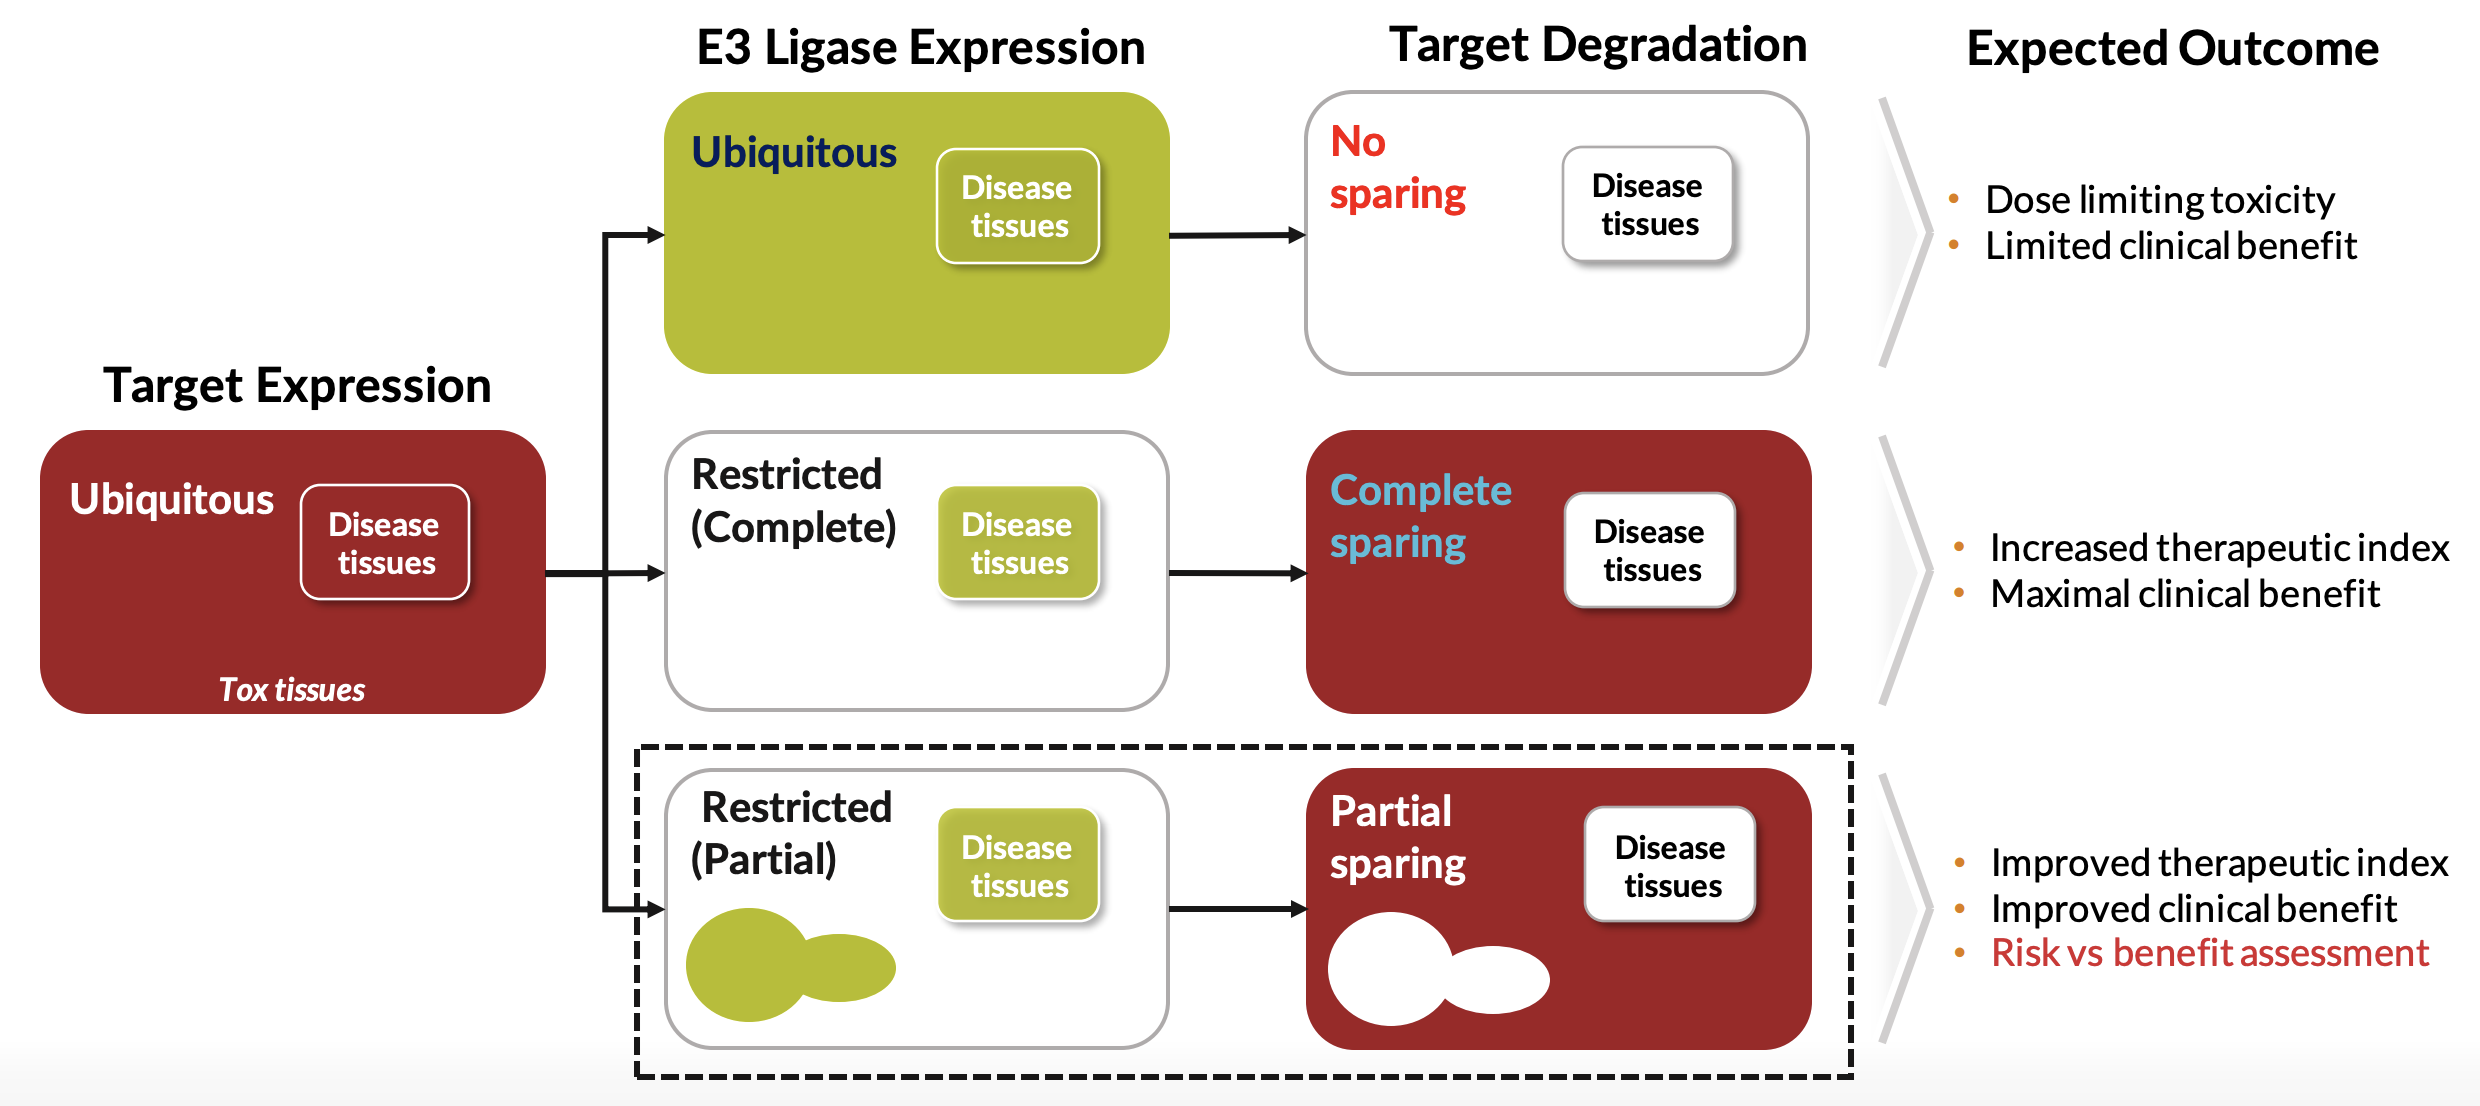 E3 Ligase Expression
Target Degradation
Expected Outcome
Ubiquitous
Disease
tissues
No
sparing
Disease
tissues
• Dose limiting toxicity
• Limited clinical benefit
Target Expression
Ubiquitous
Disease
tissues
Tox tissues
Restricted
(Complete)
Disease
tissues
Complete
sparing
Disease
tissues
• Increased therapeutic index
• Maximal clinical benefit
Restricted
(Partial)
Disease
tissues
Partial
sparing
Disease
tissues
• Improved therapeutic index
• Improved clinical benefit
• Risk vs benefit assessment